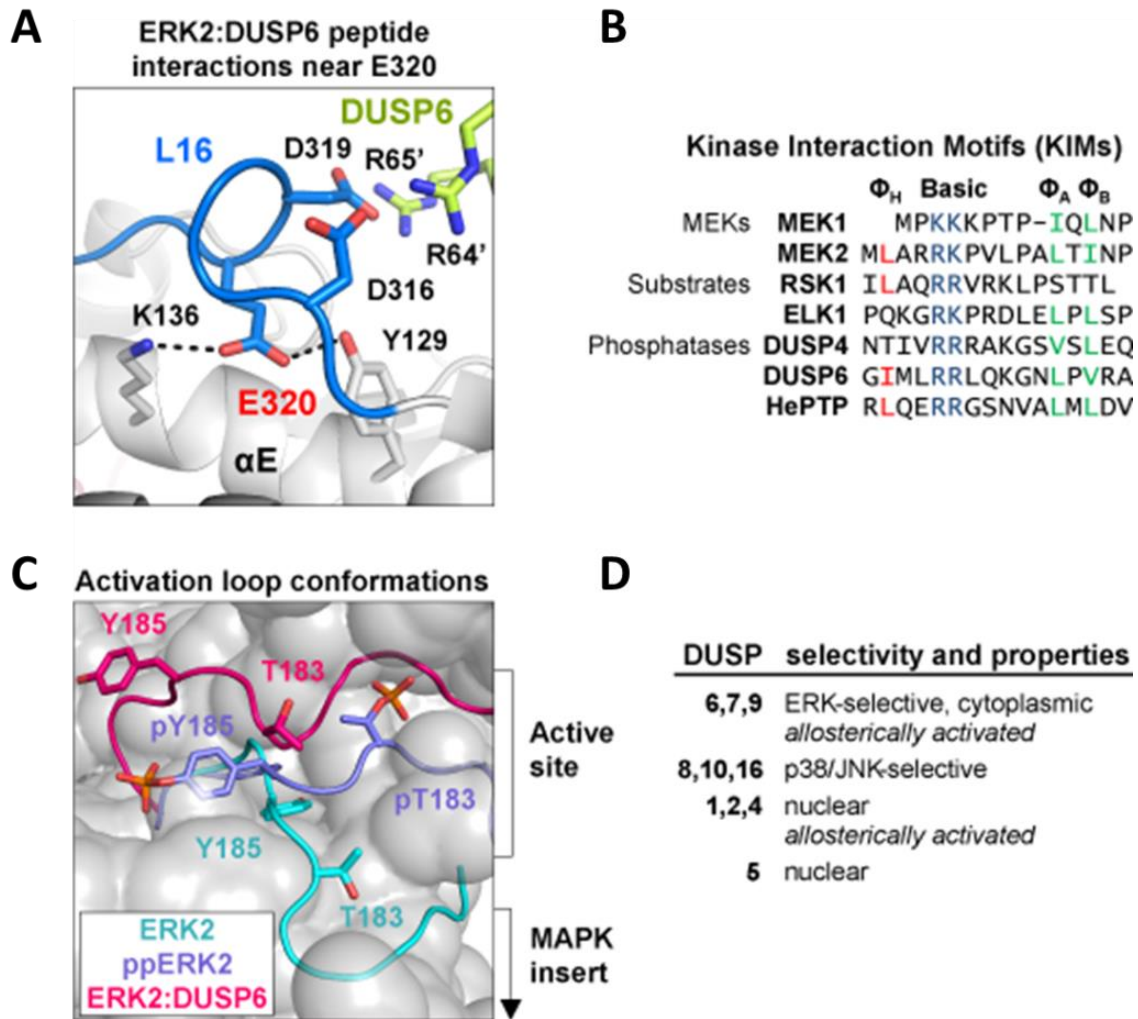 A
ERK2:DUSP6 peptide
interactions near E320
DUSP6
L16
D319
R65'
R64'
D316
K136
Y129
E320
αE
B
Kinase Interaction Motifs (KIMs)
ΦH Basic ΦA ΦB
MEKs MEK1 MPKKKPTP-IQLNP
MEK2 MLARRKPVLPALTINP
Substrates RSK1 ILAQRRVRKLPSTTL
ELK1 PQKGRKPRDLELPLSP
Phosphatases DUSP4 NTIVRRRAKGSVSLEQ
DUSP6 GIMLRRLQKGNLPVRA
HePTP RLQERRGSNVALMLDV
C
Activation loop conformations
Y185
T183
pY185
pT183
Y185
T183
Active
site
MAPK
insert
ERK2
ppERK2
ERK2:DUSP6
D
DUSP selectivity and properties
6,7,9 ERK-selective, cytoplasmic
allosterically activated
8,10,16 p38/JNK-selective
1,2,4 nuclear
allosterically activated
5 nuclear